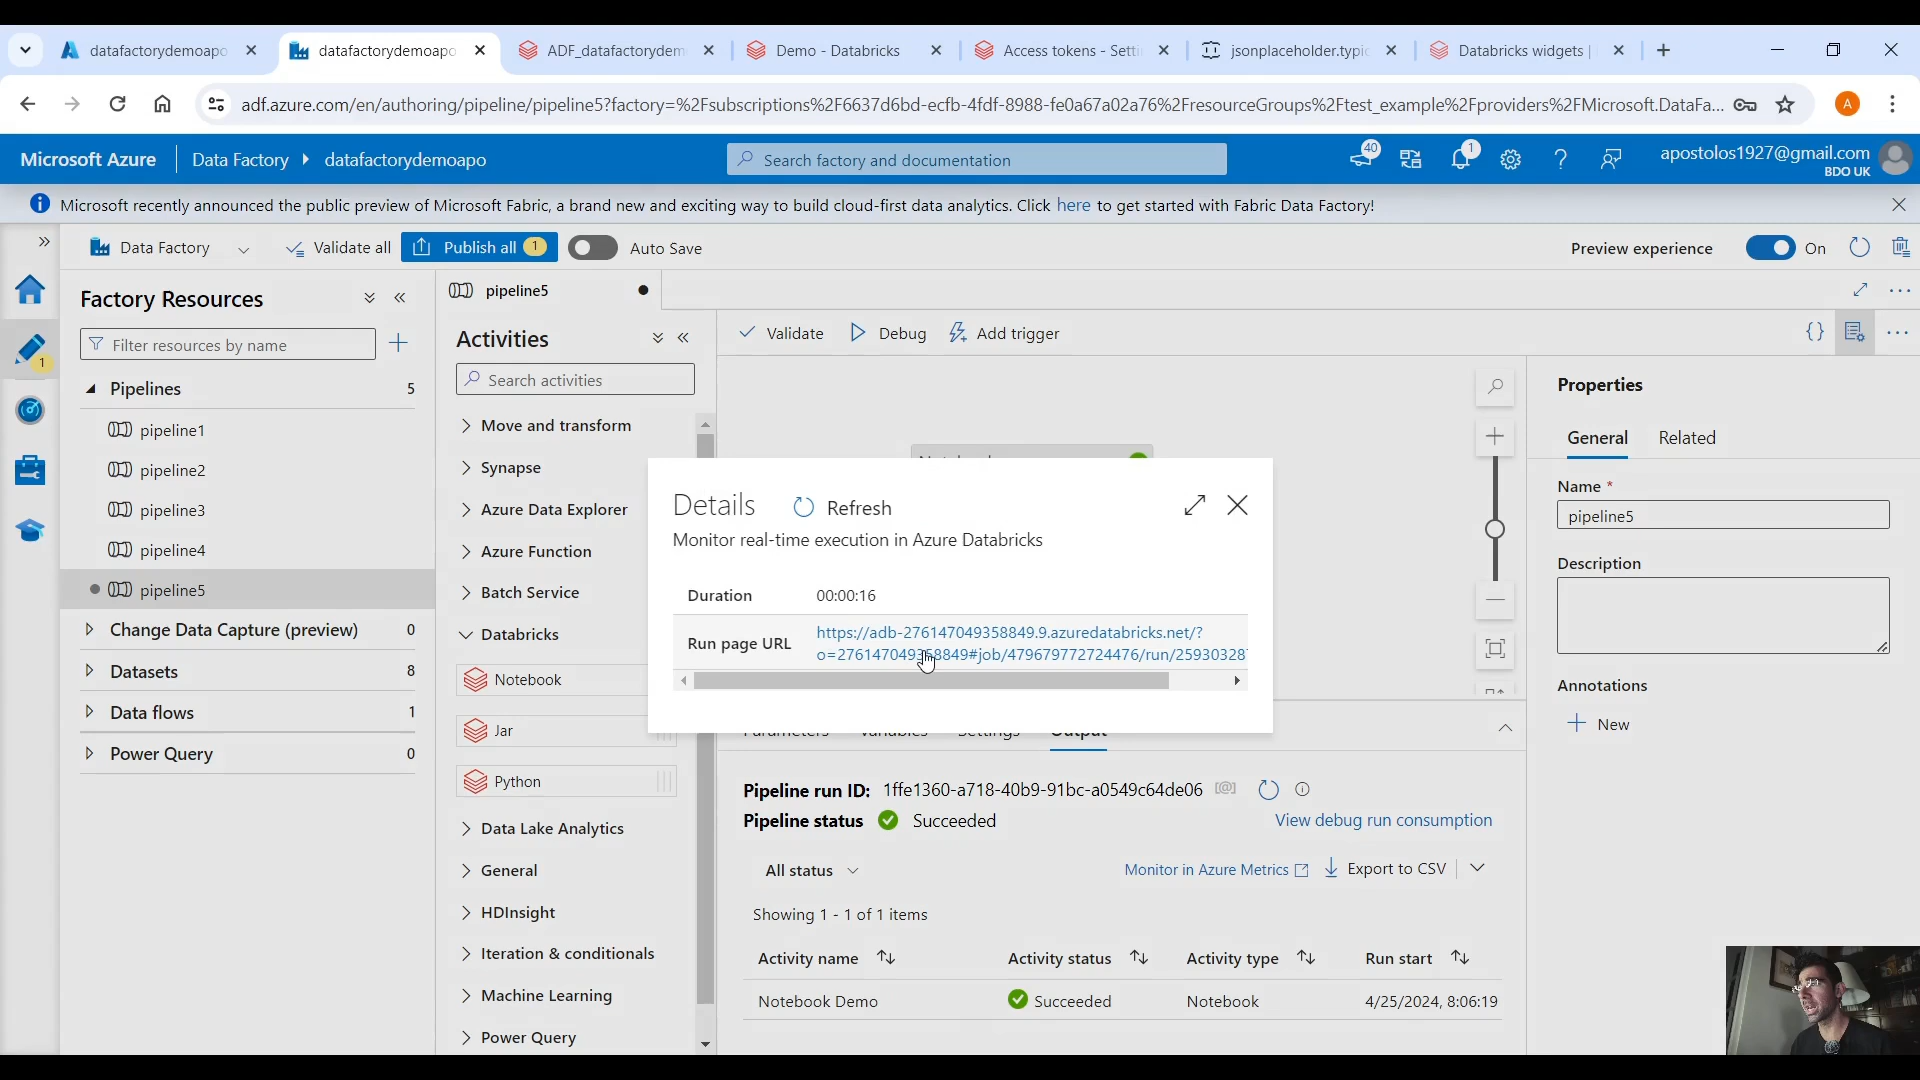 datafactorydemoapo
datafactorydemoapo
ADF_datafactorydem
Demo - Databricks
Access tokens - Setti
jsonplaceholder.typic
Databricks widgets |
adf.azure.com/en/authoring/pipeline/pipeline5?factory=%2Fsubscriptions%2F6637d6bd-ecfb-4fdf-8988-fe0a67a02a76%2FresourceGroups%2Ftest_example%2Fproviders%2FMicrosoft.DataFa...
A
Microsoft Azure
Data Factory
datafactorydemoapo
Search factory and documentation
40
1
apostolos1927@gmail.com
BDO UK
Microsoft recently announced the public preview of Microsoft Fabric, a brand new and exciting way to build cloud-first data analytics. Click here to get started with Fabric Data Factory!
Data Factory
Validate all
Publish all 1
Auto Save
Preview experience
On
Factory Resources
Filter resources by name
1
Pipelines 5
pipeline1
pipeline2
pipeline3
pipeline4
pipeline5
Change Data Capture (preview) 0
Datasets 8
Data flows 1
Power Query 0
pipeline5
Activities
Search activities
Move and transform
Synapse
Azure Data Explorer
Azure Function
Batch Service
Databricks
Notebook
Jar
Python
Data Lake Analytics
General
HDInsight
Iteration & conditionals
Machine Learning
Power Query
Validate
Debug
Add trigger
Details
Refresh
Monitor real-time execution in Azure Databricks
Duration 00:00:16
Run page URL
https://adb-276147049358849.9.azuredatabricks.net/?
o=276147049358849#job/479679772724476/run/25930328
Parameters
Variables
Settings
Output
Pipeline run ID: 1ffe1360-a718-40b9-91bc-a0549c64de06
Pipeline status Succeeded
View debug run consumption
All status
Monitor in Azure Metrics
Export to CSV
Showing 1 - 1 of 1 items
Activity name
Activity status
Activity type
Run start
Notebook Demo
Succeeded
Notebook
4/25/2024, 8:06:19
Properties
General
Related
Name *
pipeline5
Description
Annotations
New